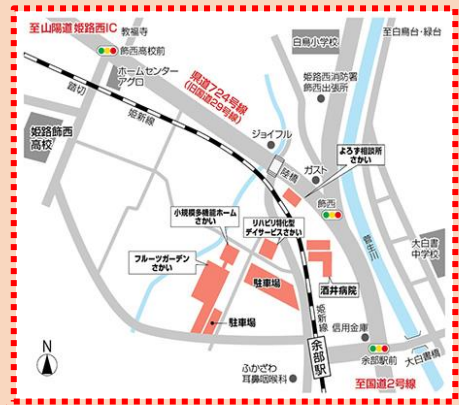 至山陽道 姫路西IC
教福寺
飾西高校前
ホームセンター
アグロ
白鳥小学校
至白鳥台・緑台
県道724号線
(旧国道29号線)
姫路西消防署
飾西出張所
踏切
姫新線
姫路飾西
高校
ジョイフル
ガスト
よろず相談所
さかい
陸橋
飾西
小規模多機能ホーム
さかい
リハビリ特化型
デイサービスさかい
菅生川
大白書
中学校
フルーツガーデン
さかい
駐車場
酒井病院
駐車場
姫新線
信用金庫
余部駅
余部駅前
大白書橋
N
ふかざわ
耳鼻咽喉科
至国道2号線